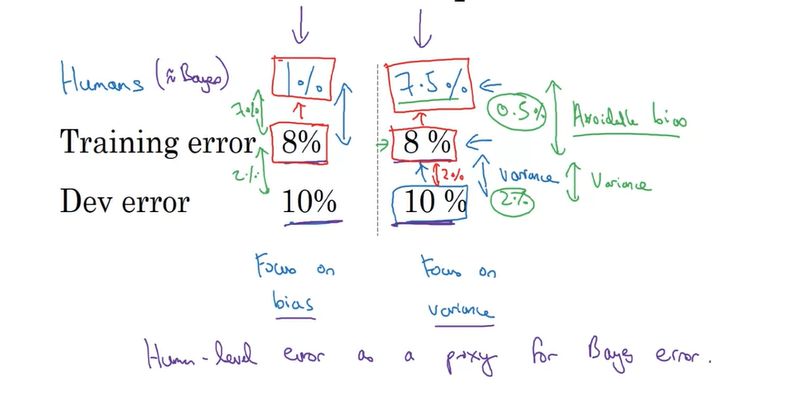 Humans (≈ Bayes) 1% 7.5%
7% 0.5% Avoidable bias
Training error 8% 8 %
2% 2% variance Variance
Dev error 10% 10 % 2%
Focus on Focus on
bias variance
Human-level error as a proxy for Bayes error.